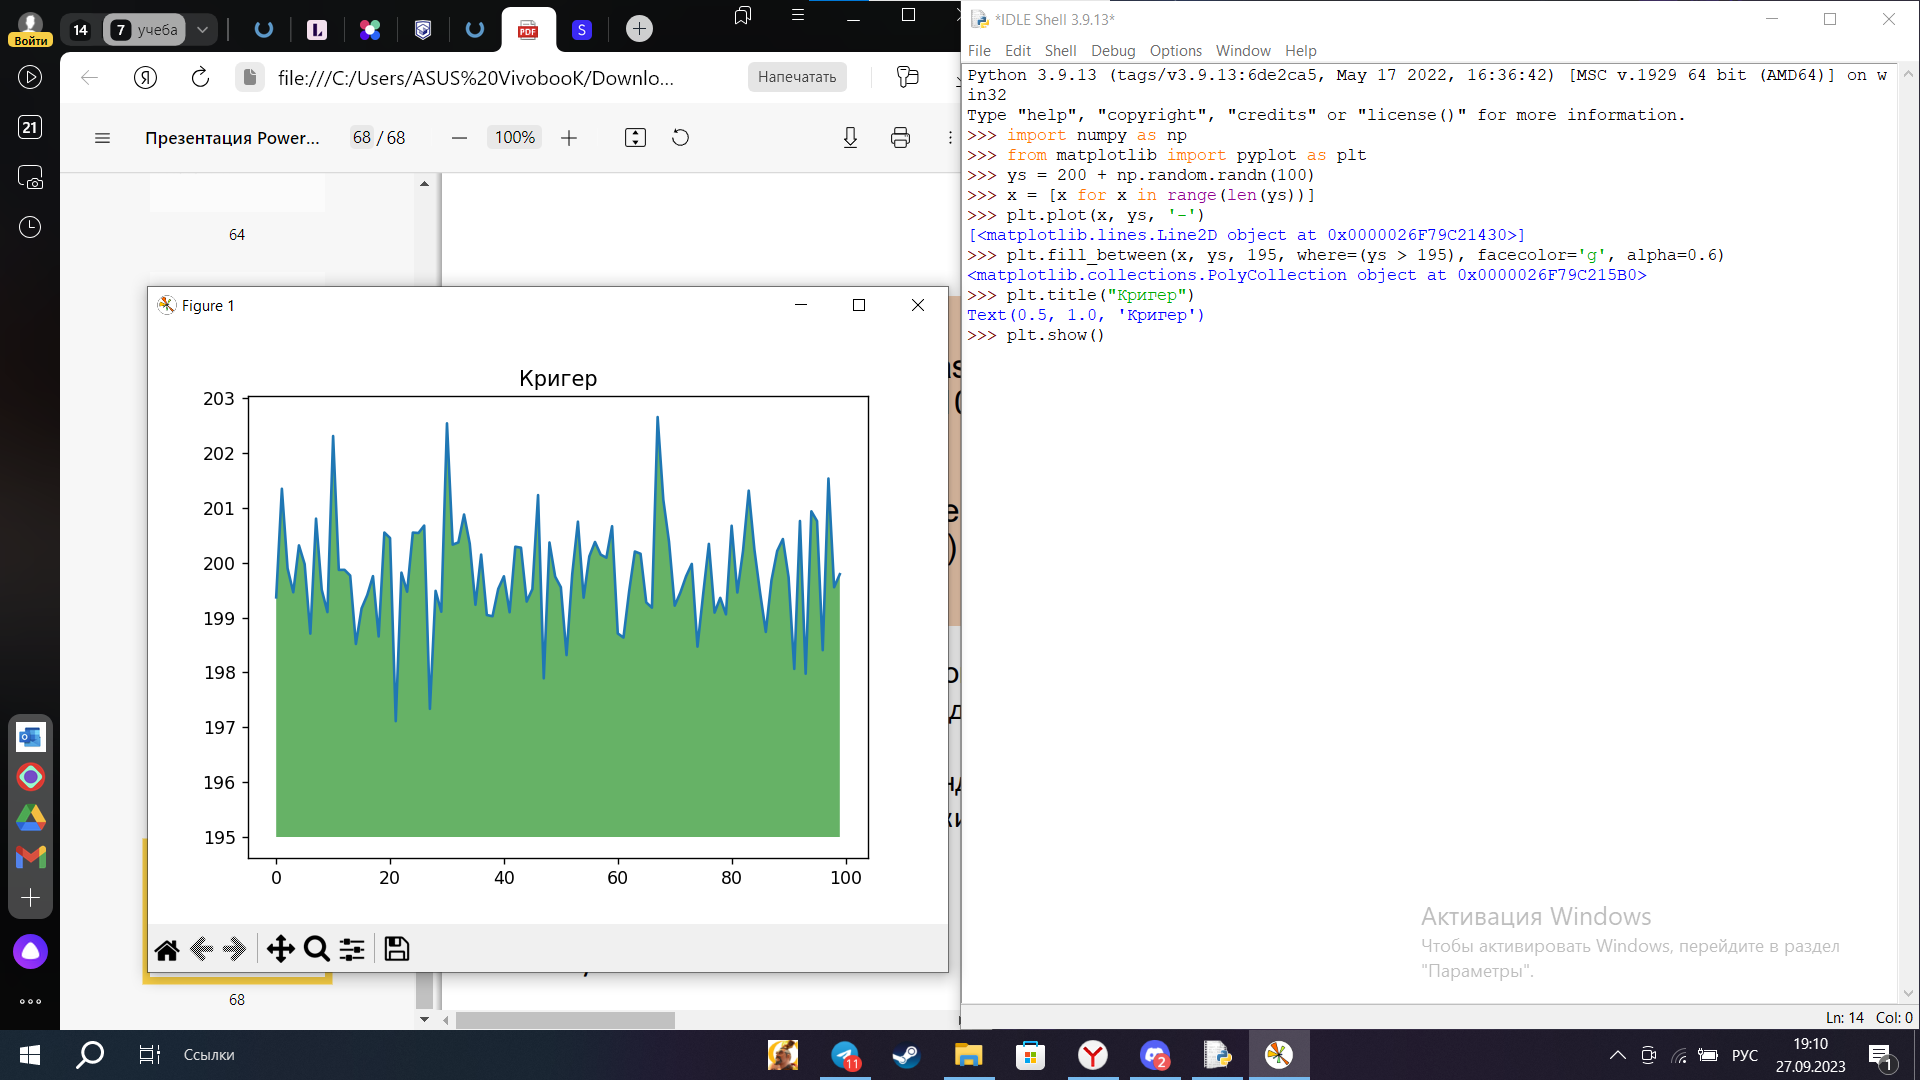 Войти
14
7 учеба
S
21
file:///C:/Users/ASUS%20VivobooK/Downlo...
Напечатать
Презентация Power...
68 / 68
100%
64
68
Figure 1
Кригер
203
202
201
200
199
198
197
196
195
0 20 40 60 80 100
*IDLE Shell 3.9.13*
File Edit Shell Debug Options Window Help
Python 3.9.13 (tags/v3.9.13:6de2ca5, May 17 2022, 16:36:42) [MSC v.1929 64 bit (AMD64)] on w
in32
Type "help", "copyright", "credits" or "license()" for more information.
>>> import numpy as np
>>> from matplotlib import pyplot as plt
>>> ys = 200 + np.random.randn(100)
>>> x = [x for x in range(len(ys))]
>>> plt.plot(x, ys, '-')
[<matplotlib.lines.Line2D object at 0x0000026F79C21430>]
>>> plt.fill_between(x, ys, 195, where=(ys > 195), facecolor='g', alpha=0.6)
<matplotlib.collections.PolyCollection object at 0x0000026F79C215B0>
>>> plt.title("Кригер")
Text(0.5, 1.0, 'Кригер')
>>> plt.show()
Активация Windows
Чтобы активировать Windows, перейдите в раздел
"Параметры".
Ln: 14 Col: 0
Ссылки
11
2
РУС
19:10
27.09.2023
1